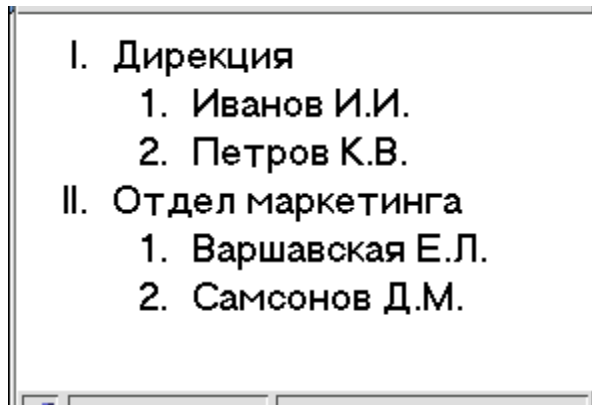 I. Дирекция
1. Иванов И.И.
2. Петров К.В.
II. Отдел маркетинга
1. Варшавская Е.Л.
2. Самсонов Д.М.